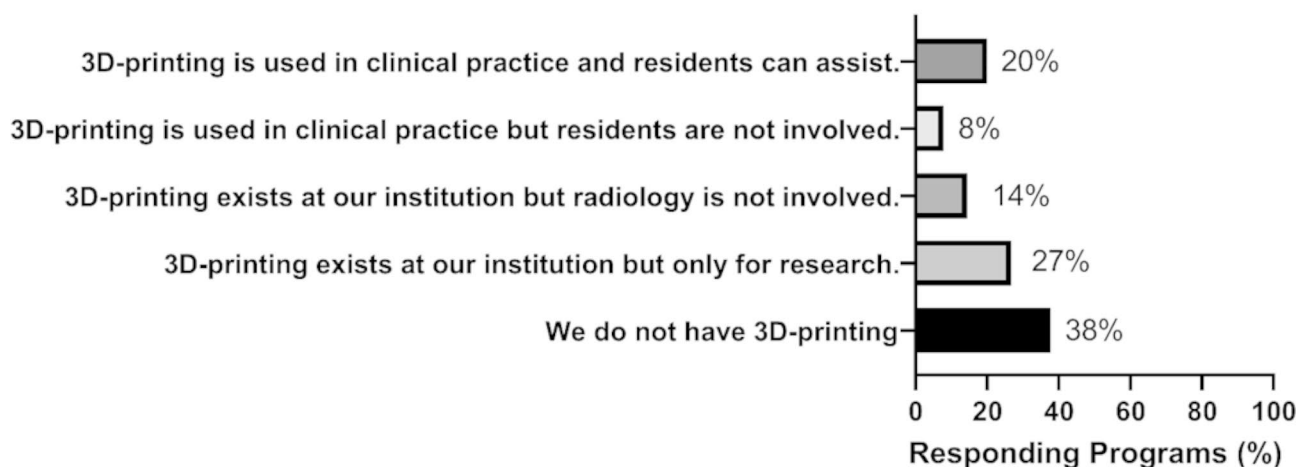 3D-printing is used in clinical practice and residents can assist. 20%
3D-printing is used in clinical practice but residents are not involved. 8%
3D-printing exists at our institution but radiology is not involved. 14%
3D-printing exists at our institution but only for research. 27%
We do not have 3D-printing 38%
0 20 40 60 80 100
Responding Programs (%)